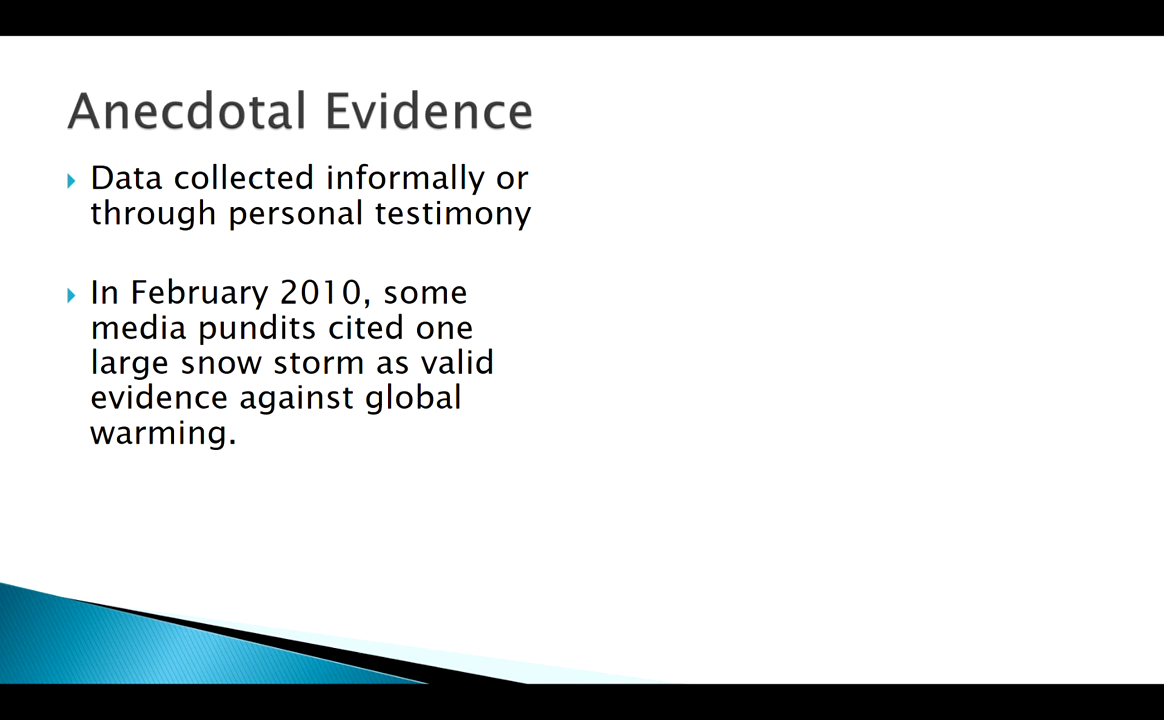 Anecdotal Evidence
Data collected informally or
through personal testimony
In February 2010, some
media pundits cited one
large snow storm as valid
evidence against global
warming.